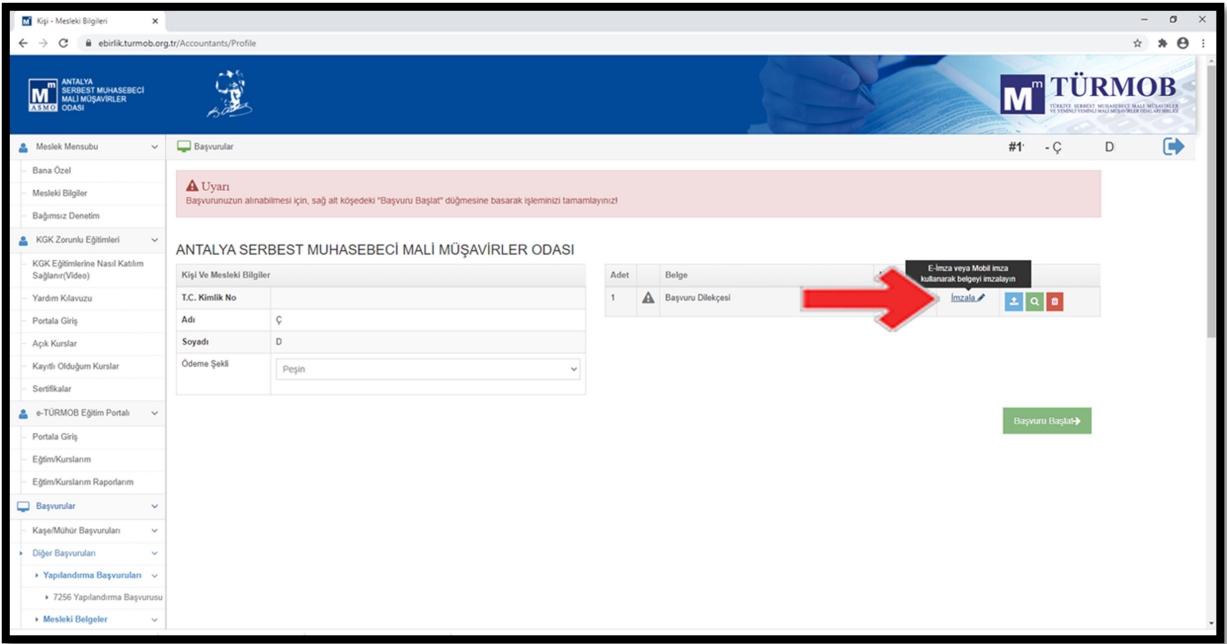 Kişi - Mesleki Bilgileri
ebirlik.turmob.org.tr/Accountants/Profile
ANTALYA
SERBEST MUHASEBECİ
MALİ MÜŞAVİRLER
ODASI
ASMO
TÜRMOB
Meslek Mensubu
Başvurular
#1
- Ç
D
Bana Özel
Mesleki Bilgiler
Bağımsız Denetim
Uyarı
Başvurunuzun alınabilmesi için, sağ alt köşedeki "Başvuru Başlat" düğmesine basarak işleminizi tamamlayınız!
KGK Zorunlu Eğitimleri
KGK Eğitimlerine Nasıl Katılım
Sağlanır(Video)
Yardım Kılavuzu
Portala Giriş
Açık Kurslar
Kayıtlı Olduğum Kurslar
Sertifikalar
ANTALYA SERBEST MUHASEBECİ MALİ MÜŞAVİRLER ODASI
Kişi Ve Mesleki Bilgiler
T.C. Kimlik No
Adı
Ç
Soyadı
D
Ödeme Şekli
Peşin
Adet
Belge
E-İmza veya Mobil imza
kullanarak belgeyi imzalayın
1
Başvuru Dilekçesi
İmzala
Başvuru Başlat
e-TÜRMOB Eğitim Portalı
Portala Giriş
Eğtim/Kurslarım
Eğtim/Kurslarım Raporlarım
Başvurular
Kaşe/Mühür Başvuruları
Diğer Başvuruları
Yapılandırma Başvuruları
7256 Yapılandırma Başvurusu
Mesleki Belgeler